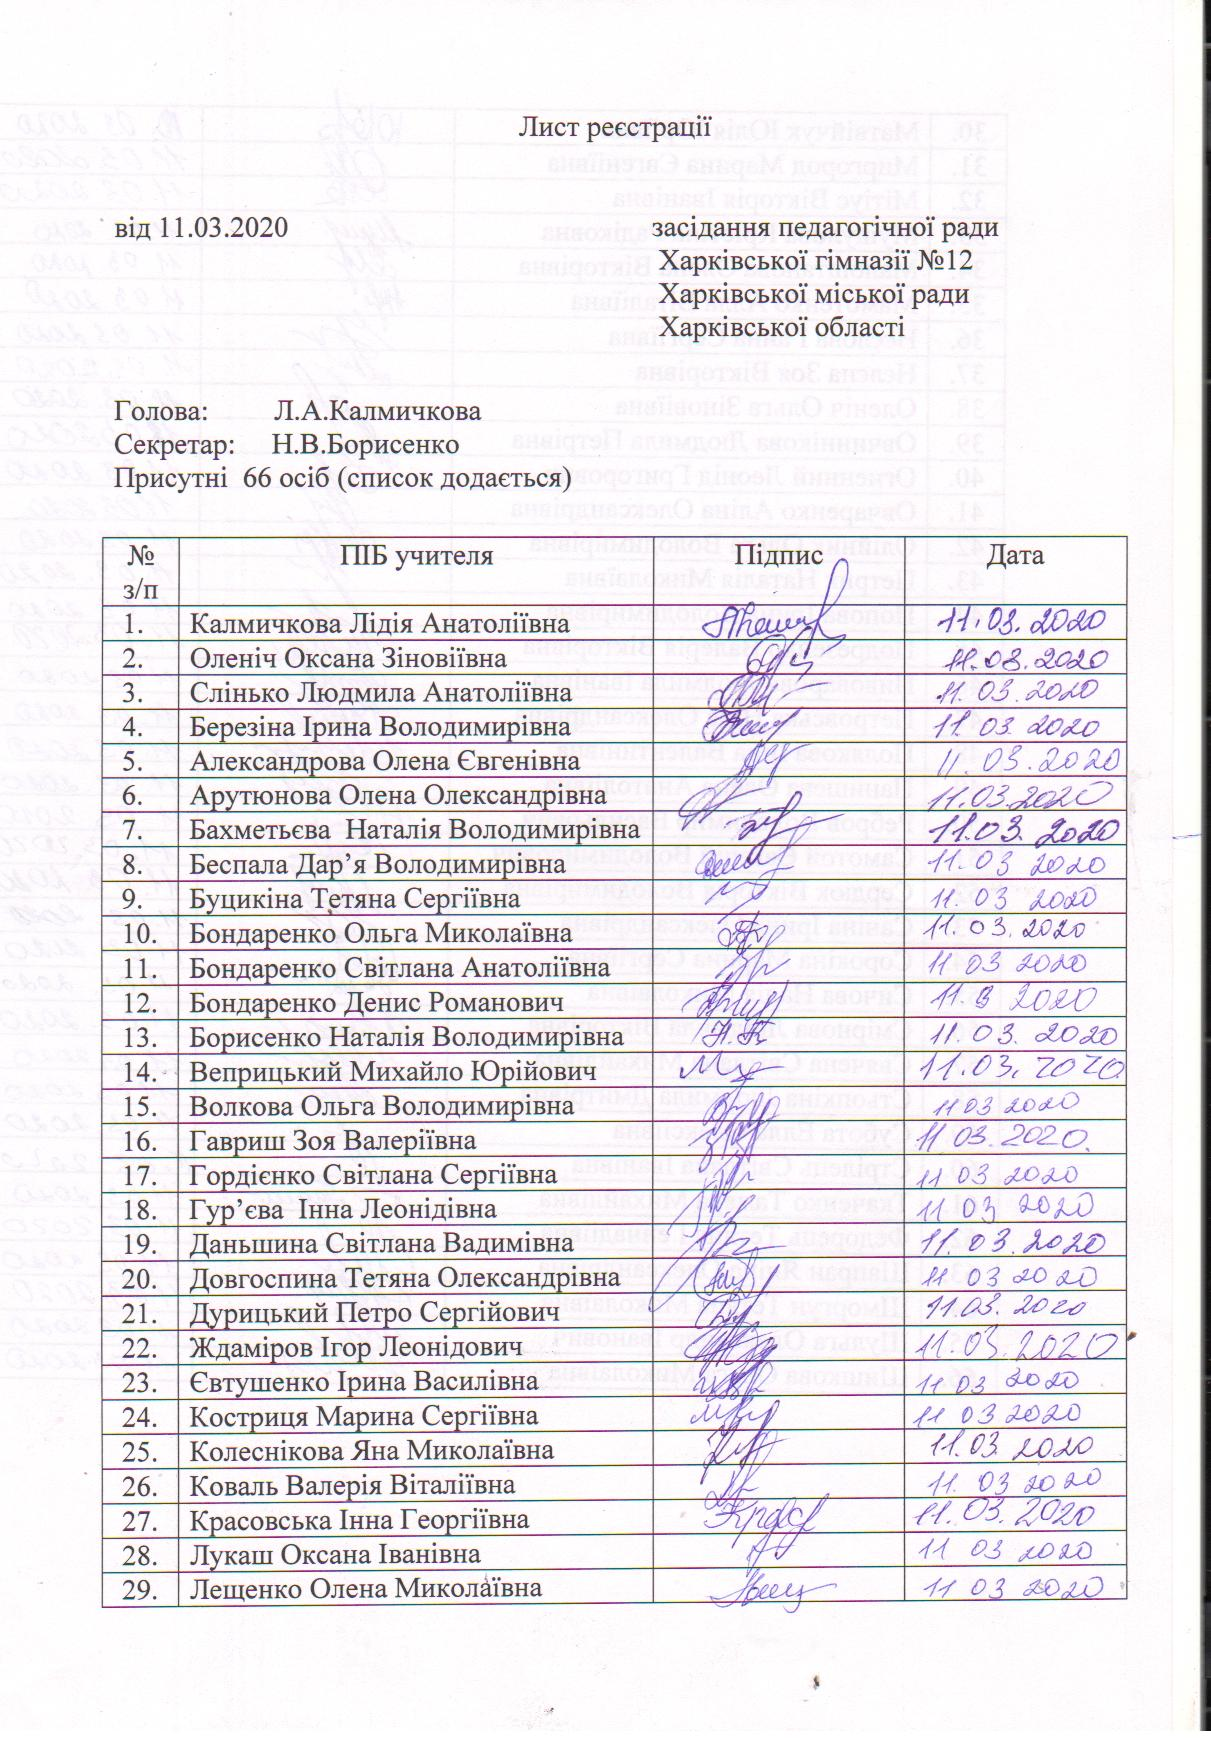 Лист реєстрації
від 11.03.2020 засідання педагогічної ради
Харківської гімназії №12
Харківської міської ради
Харківської області
Голова: Л.А.Калмичкова
Секретар: Н.В.Борисенко
Присутні 66 осіб (список додається)
№ з/п ПІБ учителя Підпис Дата
1. Калмичкова Лідія Анатоліївна 11.03.2020
2. Оленіч Оксана Зіновіївна 11.03.2020
3. Слінько Людмила Анатоліївна 11.03.2020
4. Березіна Ірина Володимирівна 11.03 2020
5. Александрова Олена Євгенівна 11.03.2020
6. Арутюнова Олена Олександрівна 11.03.2020
7. Бахметьєва Наталія Володимирівна 11.03.2020
8. Беспала Дар’я Володимирівна 11.03 2020
9. Буцикіна Тетяна Сергіївна 11.03 2020
10. Бондаренко Ольга Миколаївна 11.03.2020
11. Бондаренко Світлана Анатоліївна 11.03 2020
12. Бондаренко Денис Романович 11.03 2020
13. Борисенко Наталія Володимирівна 11.03. 2020
14. Веприцький Михайло Юрійович 11.03.2020
15. Волкова Ольга Володимирівна 11 03 2020
16. Гавриш Зоя Валеріївна 11 03.2020.
17. Гордієнко Світлана Сергіївна 11 03 2020
18. Гур’єва Інна Леонідівна 11 03 2020
19. Даньшина Світлана Вадимівна 11.03.2020
20. Довгоспина Тетяна Олександрівна 11 03 2020
21. Дурицький Петро Сергійович 11.03. 2020
22. Ждаміров Ігор Леонідович 11.03.2020
23. Євтушенко Ірина Василівна 11 03 2020
24. Костриця Марина Сергіївна 11 03 2020
25. Колеснікова Яна Миколаївна 11.03 2020
26. Коваль Валерія Віталіївна 11. 03 2020
27. Красовська Інна Георгіївна 11.03.2020
28. Лукаш Оксана Іванівна 11 03 2020
29. Лещенко Олена Миколаївна 11 03 2020